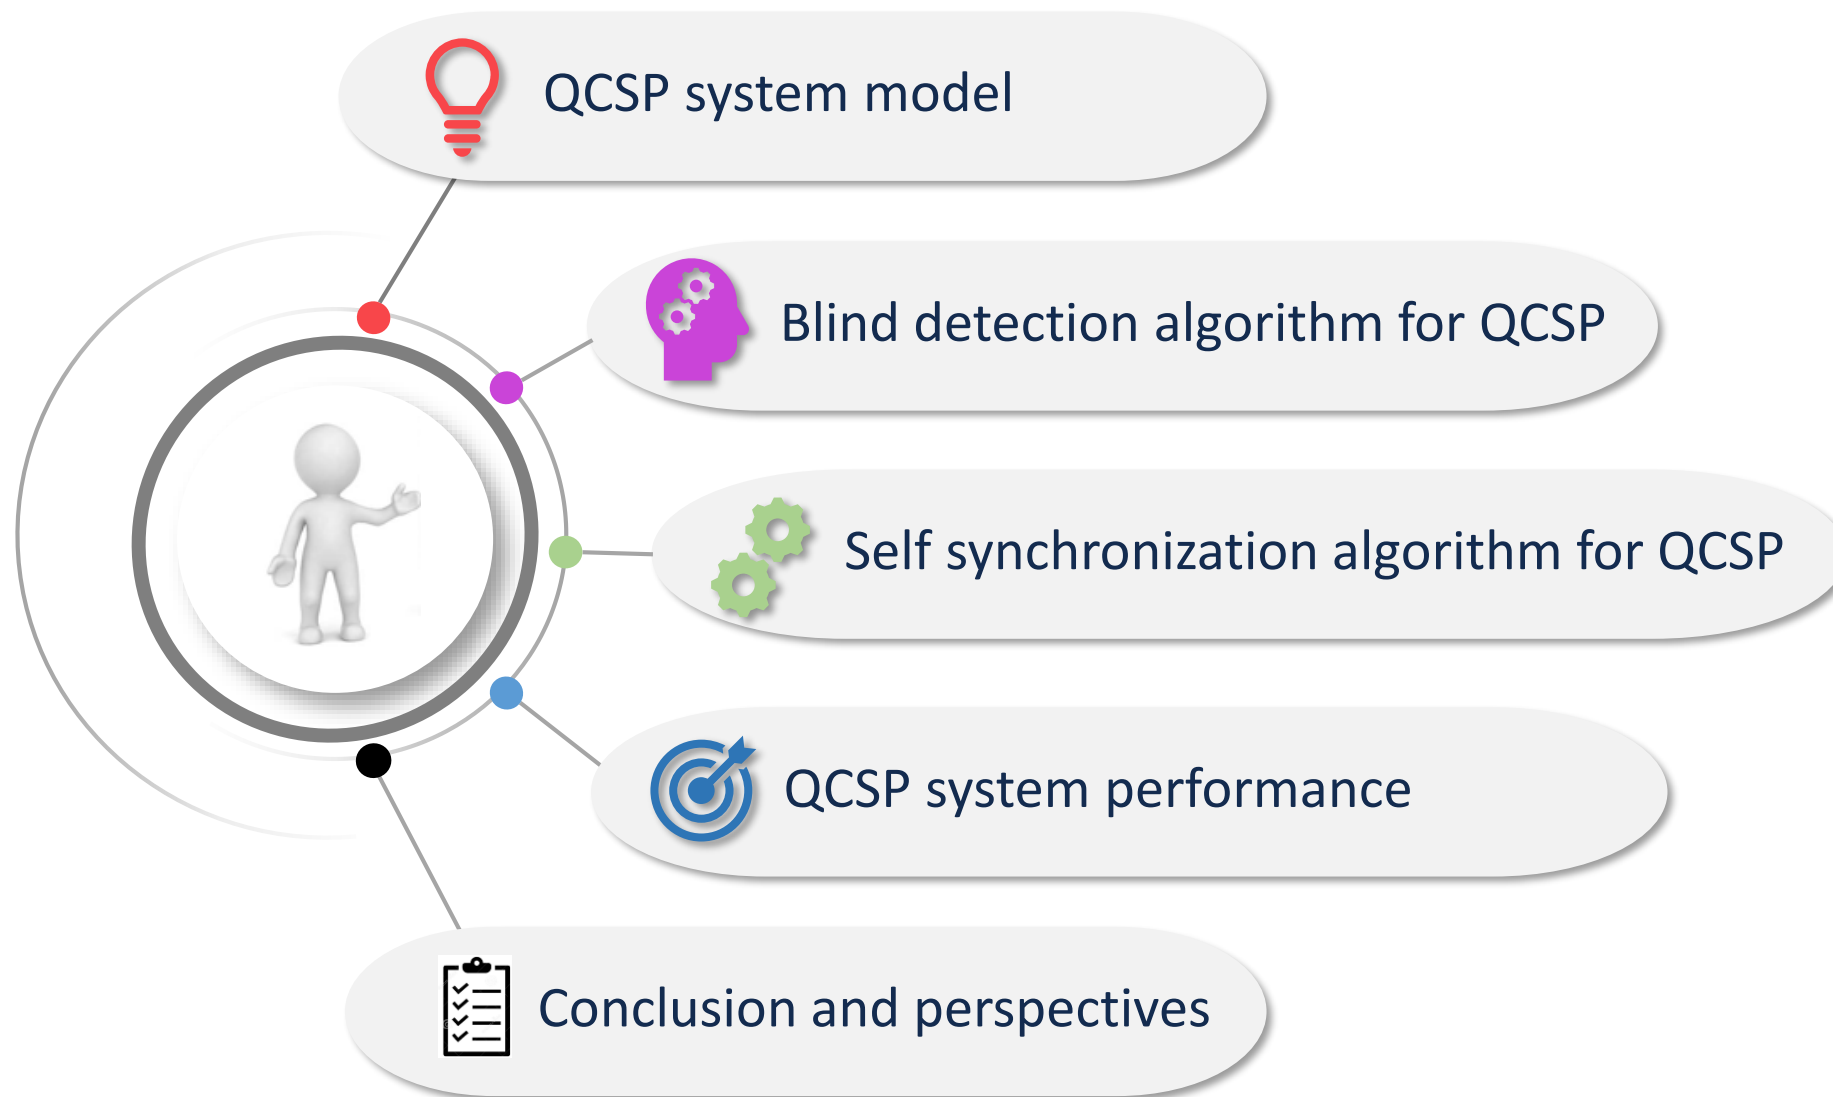 QCSP system model
Blind detection algorithm for QCSP
Self synchronization algorithm for QCSP
QCSP system performance
Conclusion and perspectives